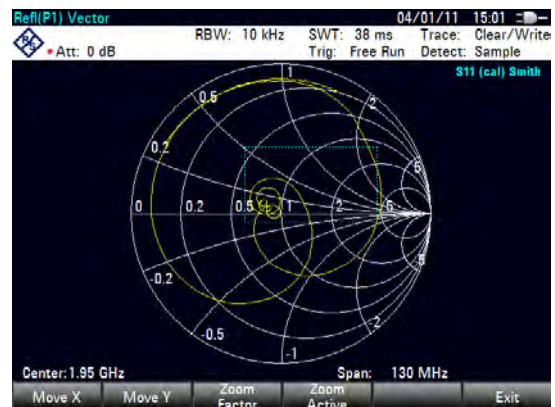 Refl(P1) Vector 04/01/11 15:01
RBW: 10 kHz SWT: 38 ms Trace: Clear/Write
Att: 0 dB Trig: Free Run Detect: Sample
S11 (cal) Smith
1
0.5 2
0.2 5
0 0.2 0.5 1 2 5
-0.2 5
-0.5 -2
-1
Center: 1.95 GHz Span: 130 MHz
Move X Move Y Zoom Factor Zoom Active Exit